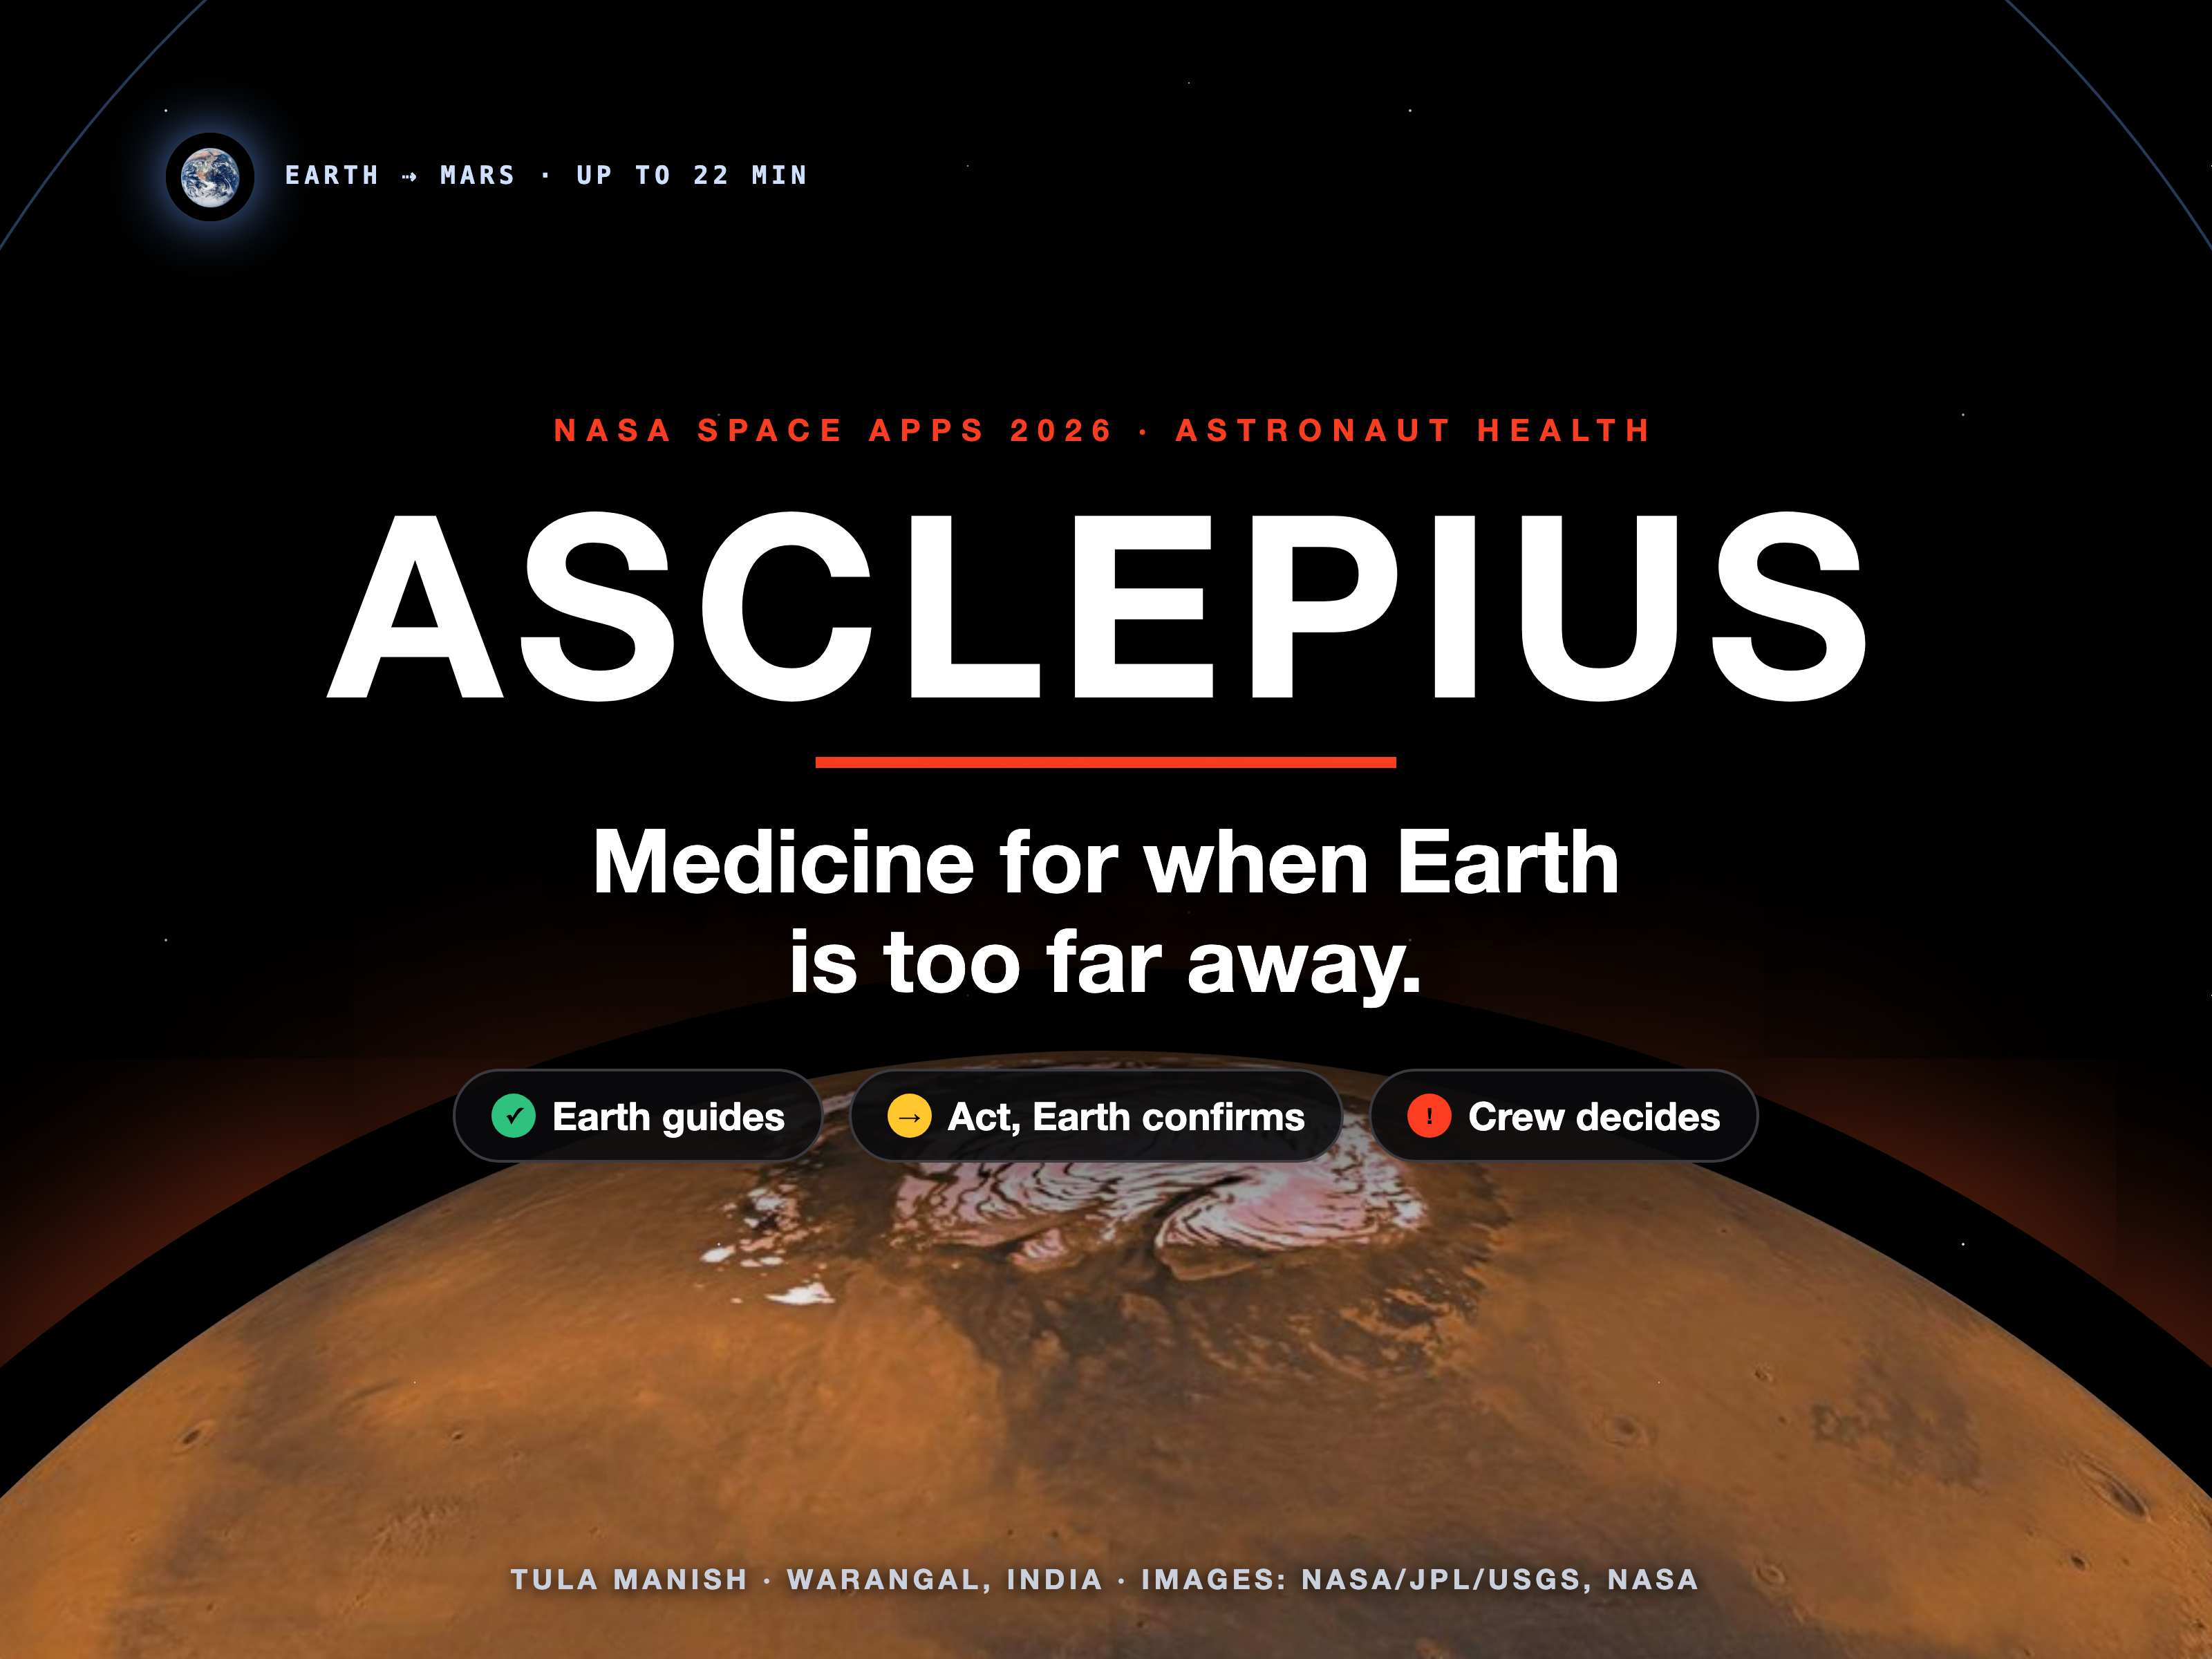 EARTH ⇢ MARS · UP TO 22 MIN
NASA SPACE APPS 2026 · ASTRONAUT HEALTH
ASCLEPIUS
Medicine for when Earth
is too far away.
✓ Earth guides → Act, Earth confirms ! Crew decides
TULA MANISH · WARANGAL, INDIA · IMAGES: NASA/JPL/USGS, NASA